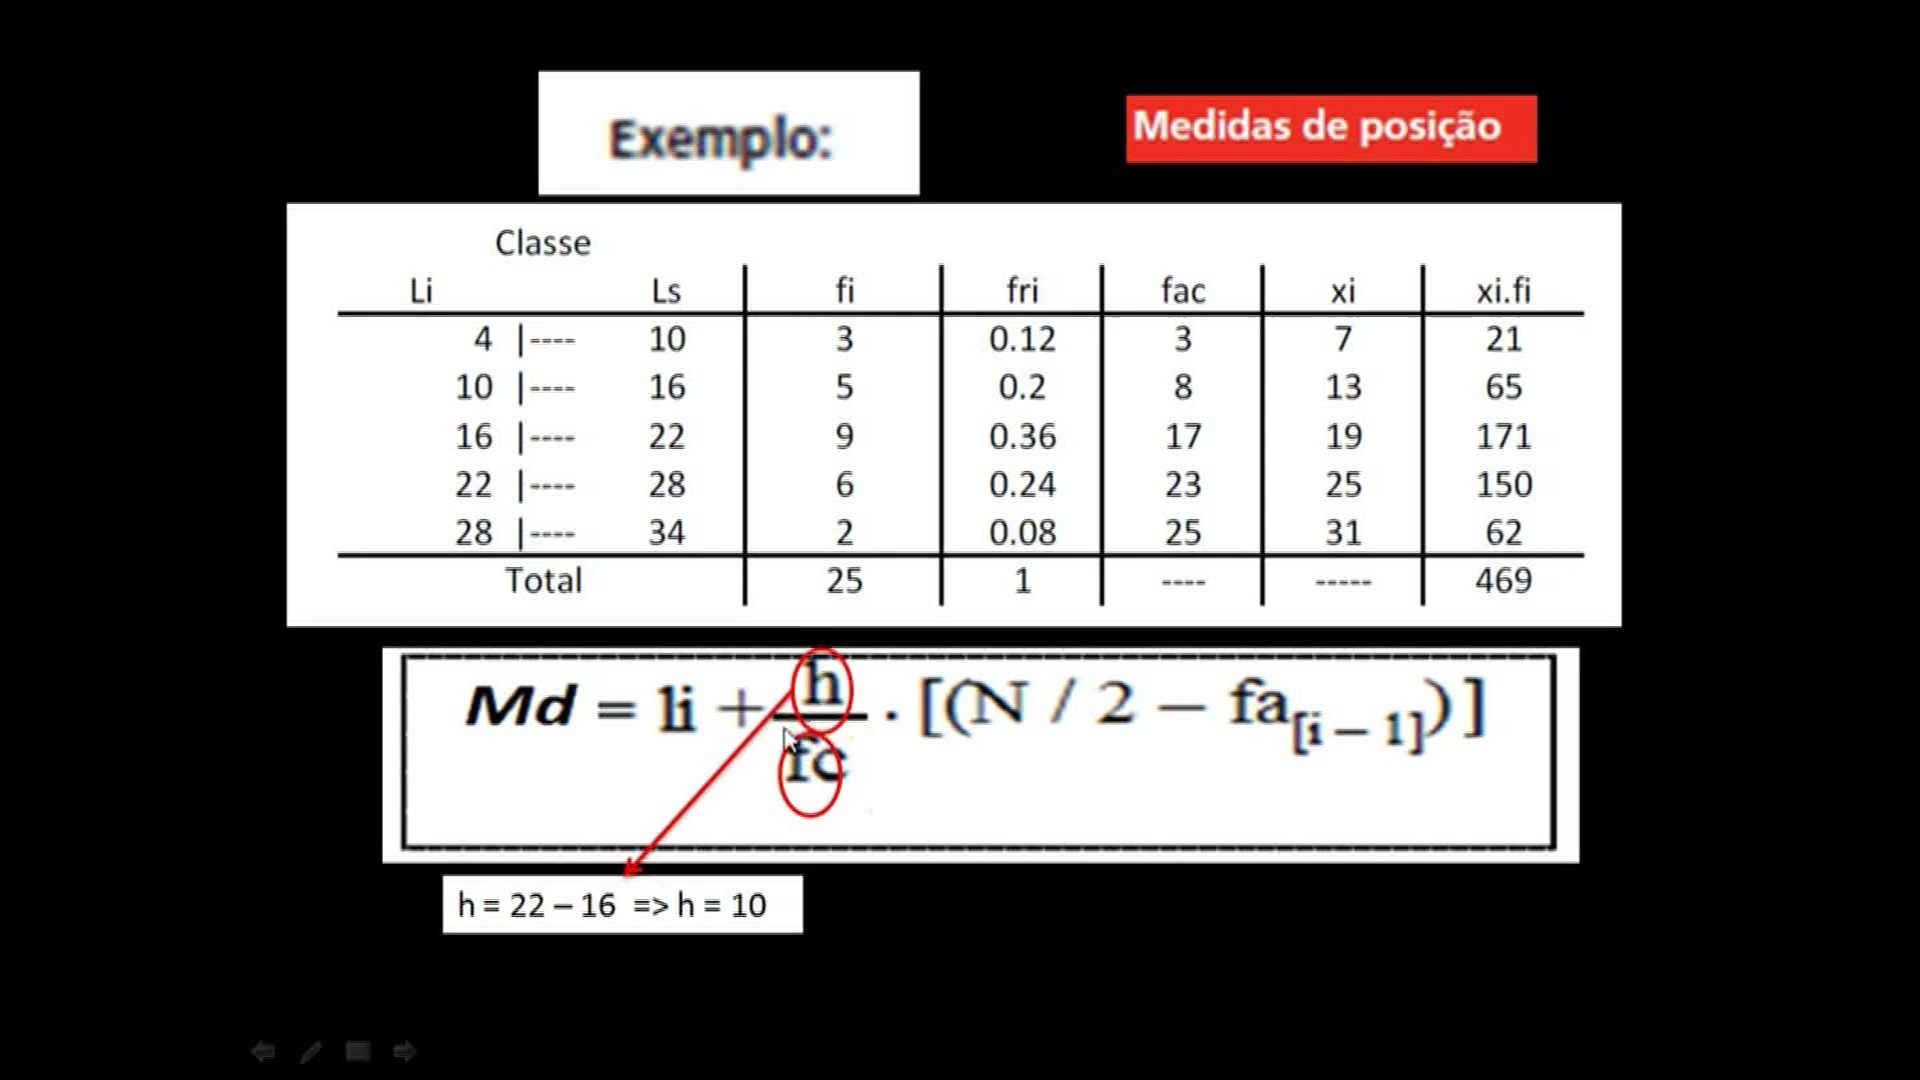 Exemplo:
Medidas de posição
Classe
Li Ls fi fri fac xi xi.fi
4 |---- 10 3 0.12 3 7 21
10 |---- 16 5 0.2 8 13 65
16 |---- 22 9 0.36 17 19 171
22 |---- 28 6 0.24 23 25 150
28 |---- 34 2 0.08 25 31 62
Total 25 1 ---- ----- 469
Md = li + h / fc . [(N / 2 – fa[i – 1])]
h = 22 – 16 => h = 10